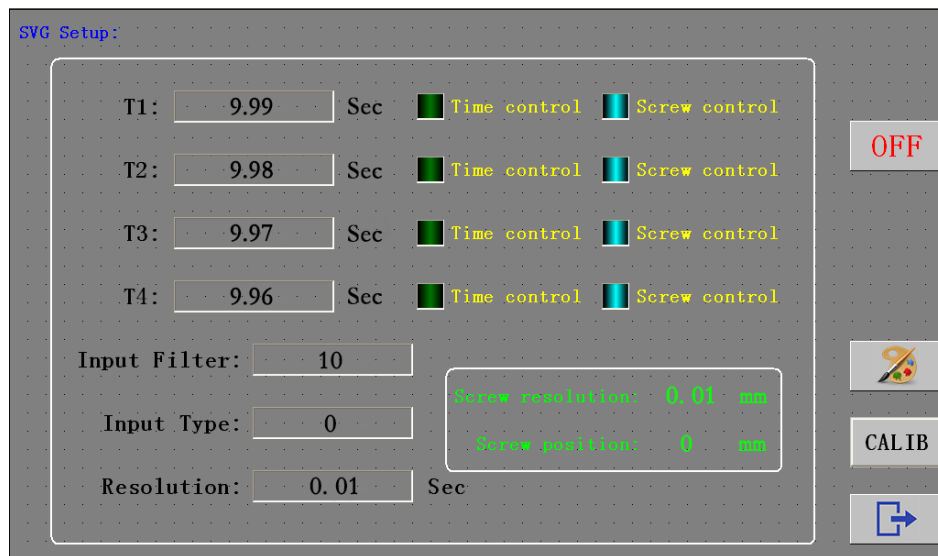 SVG Setup:
T1: 9.99 Sec Time control Screw control
OFF
T2: 9.98 Sec Time control Screw control
T3: 9.97 Sec Time control Screw control
T4: 9.96 Sec Time control Screw control
Input Filter: 10
Screw resolution: 0.01 mm
Input Type: 0
Screw position: 0 mm
CALIB
Resolution: 0.01 Sec